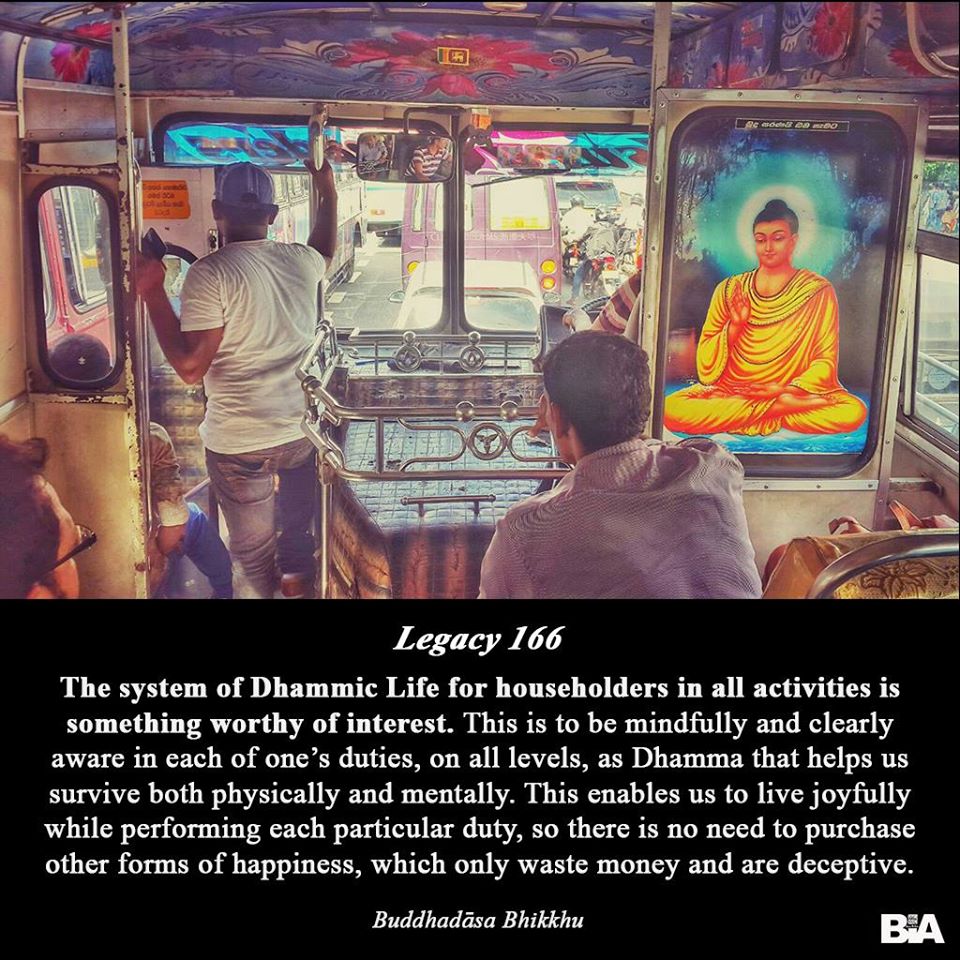 බුදු සරණයි ඔබ සැමට
Legacy 166
The system of Dhammic Life for householders in all activities is
something worthy of interest. This is to be mindfully and clearly
aware in each of one’s duties, on all levels, as Dhamma that helps us
survive both physically and mentally. This enables us to live joyfully
while performing each particular duty, so there is no need to purchase
other forms of happiness, which only waste money and are deceptive.
Buddhadāsa Bhikkhu
BIA